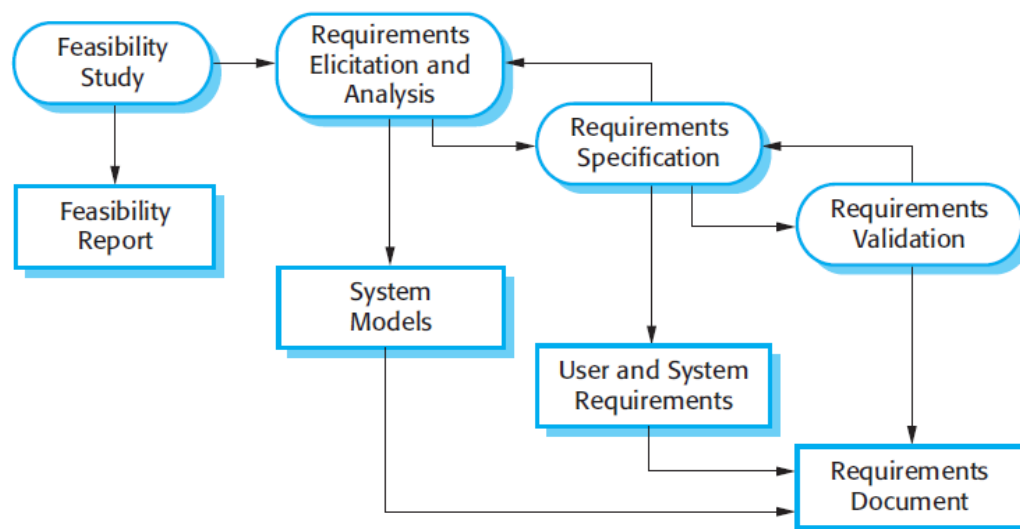 Feasibility
Study
Requirements
Elicitation and
Analysis
Requirements
Specification
Requirements
Validation
Feasibility
Report
System
Models
User and System
Requirements
Requirements
Document